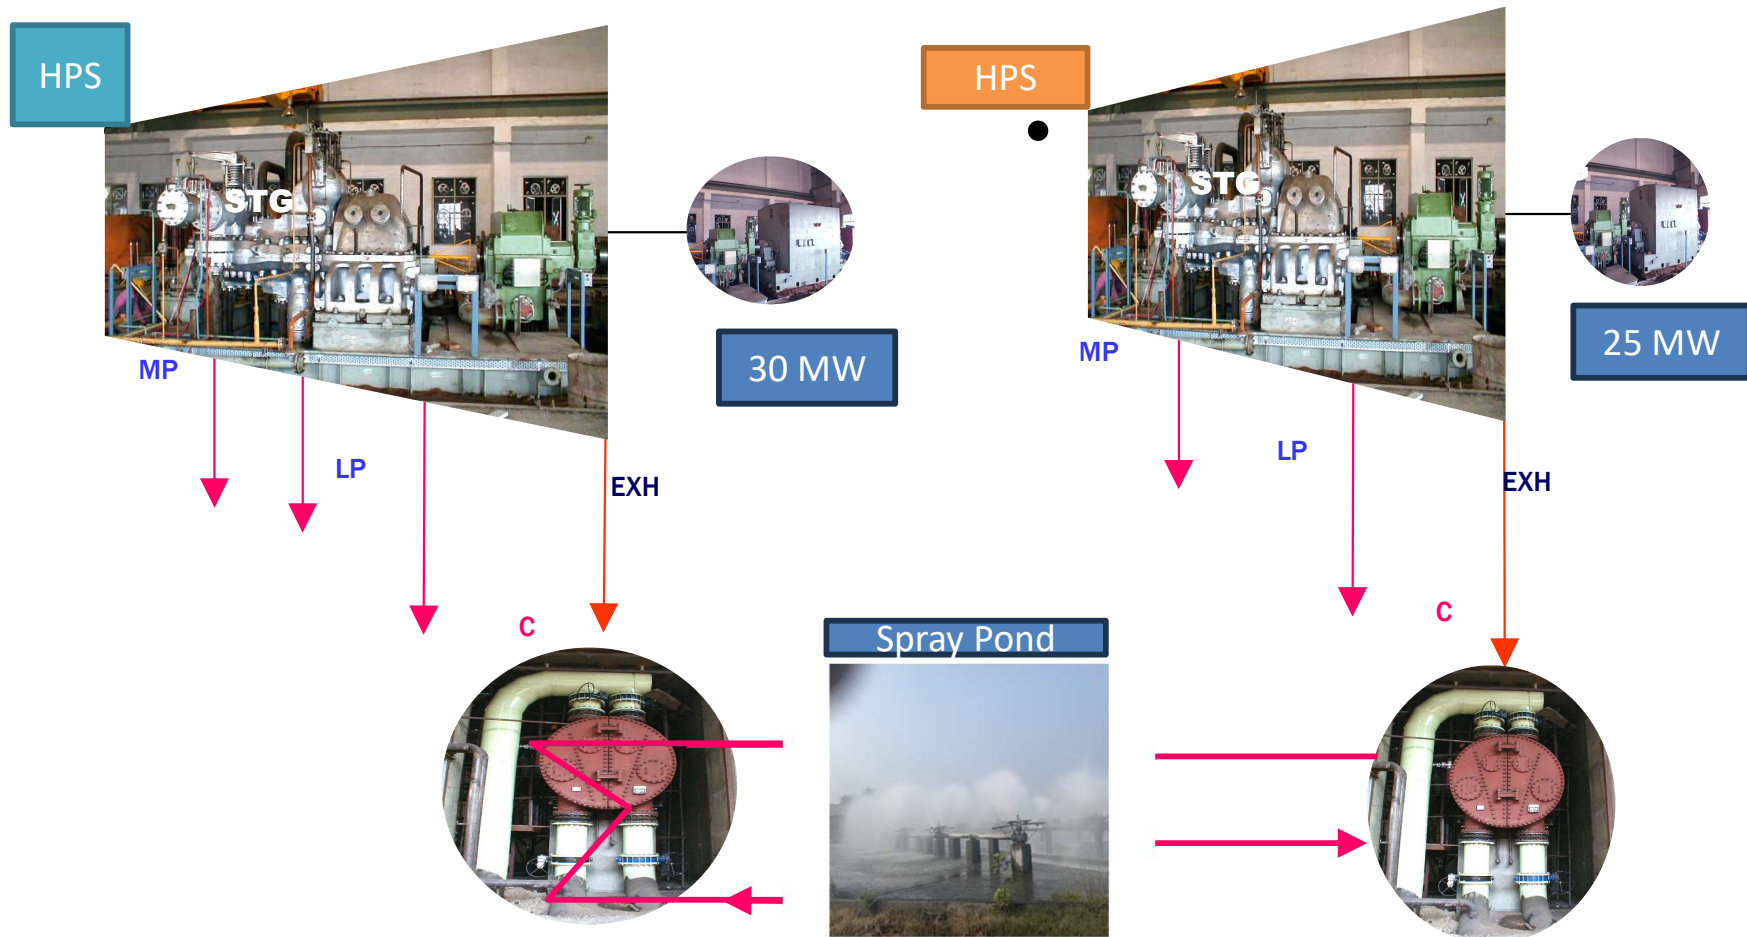 HPS
HPS
STG
STG
30 MW
25 MW
MP
MP
LP
LP
EXH
EXH
C
C
Spray Pond